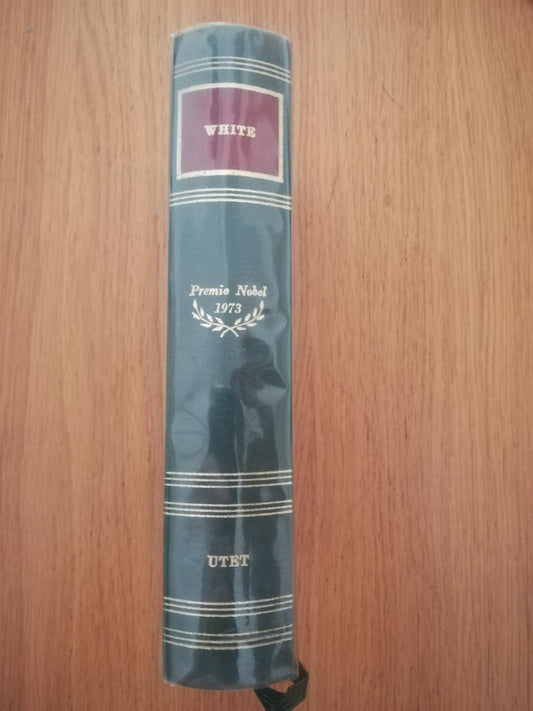 WHITE
Premio Nobel
1973
UTET